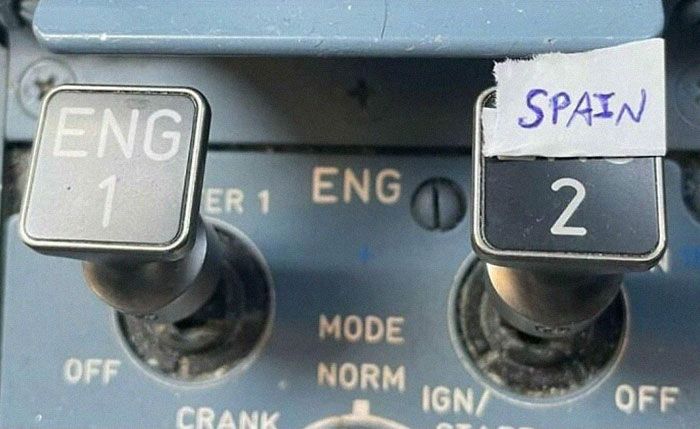 SPAIN
ENG
1
2
ER 1
ENG
MODE
NORM
OFF
CRANK
IGN/
OFF